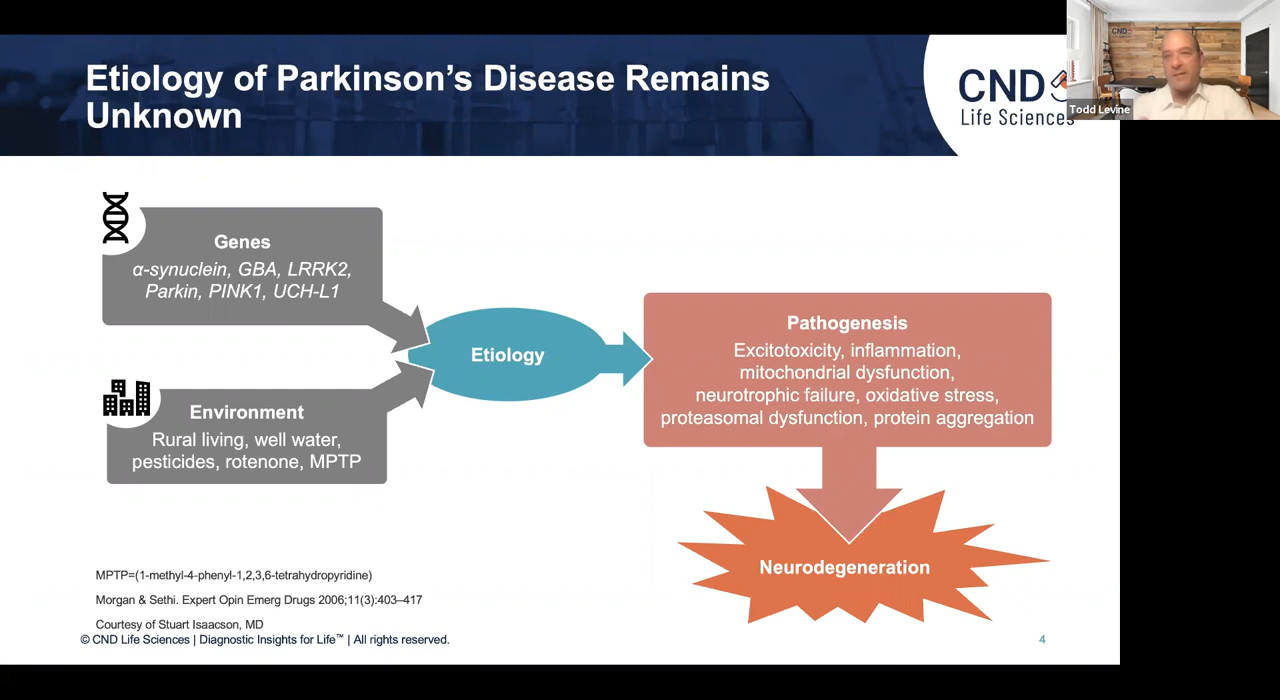 Etiology of Parkinson's Disease Remains
Unknown
CND
Life Sciences
CND
Todd Levine
Genes
α-synuclein, GBA, LRRK2,
Parkin, PINK1, UCH-L1
Environment
Rural living, well water,
pesticides, rotenone, MPTP
Etiology
Pathogenesis
Excitotoxicity, inflammation,
mitochondrial dysfunction,
neurotrophic failure, oxidative stress,
proteasomal dysfunction, protein aggregation
Neurodegeneration
MPTP=(1-methyl-4-phenyl-1,2,3,6-tetrahydropyridine)
Morgan & Sethi. Expert Opin Emerg Drugs 2006;11(3):403–417
Courtesy of Stuart Isaacson, MD
© CND Life Sciences | Diagnostic Insights for Life™ | All rights reserved.
4